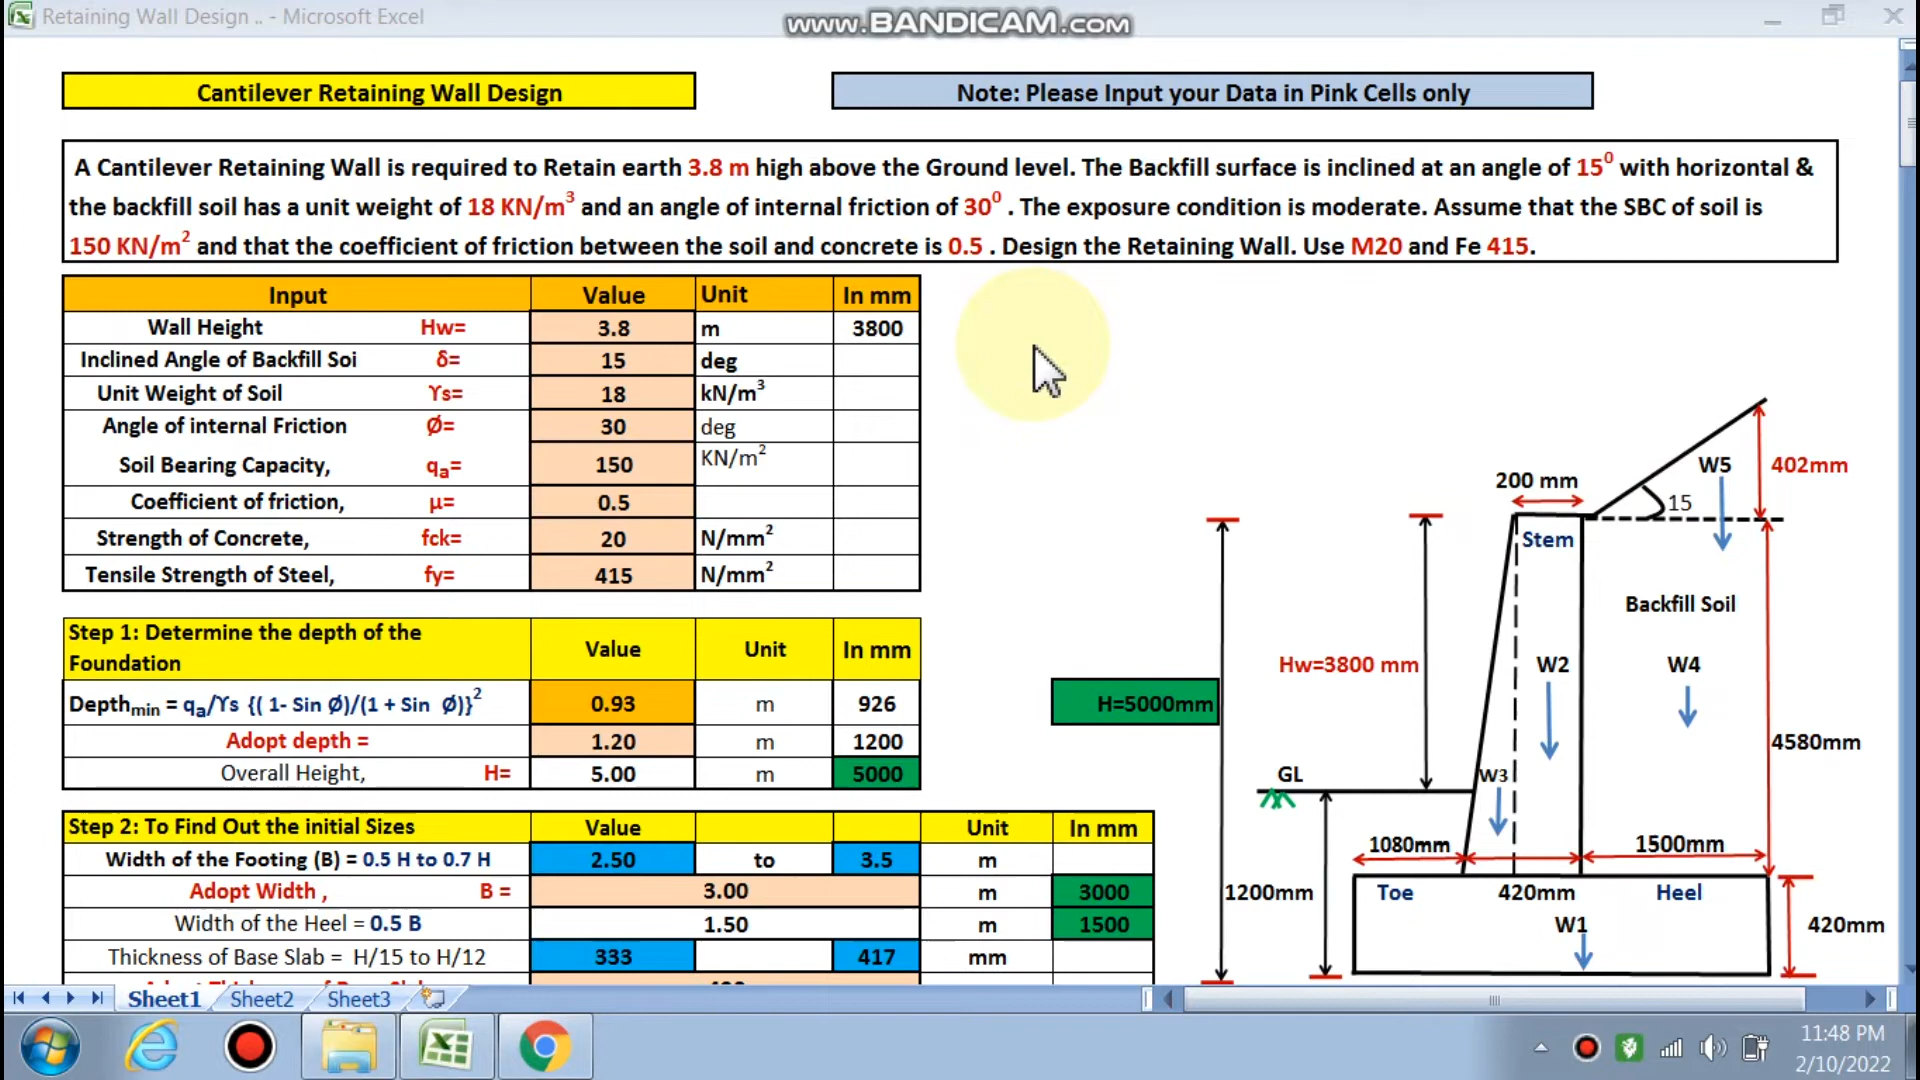 Retaining Wall Design .. - Microsoft Excel
www.BANDICAM.com
Cantilever Retaining Wall Design
Note: Please Input your Data in Pink Cells only
A Cantilever Retaining Wall is required to Retain earth 3.8 m high above the Ground level. The Backfill surface is inclined at an angle of 15⁰ with horizontal &
the backfill soil has a unit weight of 18 KN/m³ and an angle of internal friction of 30⁰ . The exposure condition is moderate. Assume that the SBC of soil is
150 KN/m² and that the coefficient of friction between the soil and concrete is 0.5 . Design the Retaining Wall. Use M20 and Fe 415.
Input Value Unit In mm
Wall Height Hw= 3.8 m 3800
Inclined Angle of Backfill Soi δ= 15 deg
Unit Weight of Soil ϒs= 18 kN/m³
Angle of internal Friction Ø= 30 deg
Soil Bearing Capacity, qa= 150 KN/m²
Coefficient of friction, μ= 0.5
Strength of Concrete, fck= 20 N/mm²
Tensile Strength of Steel, fy= 415 N/mm²
Step 1: Determine the depth of the
Foundation
Value Unit In mm
Depthmin = qa/ϒs {( 1- Sin Ø)/(1 + Sin Ø)}² 0.93 m 926
Adopt depth = 1.20 m 1200
Overall Height, H= 5.00 m 5000
Step 2: To Find Out the initial Sizes Value Unit In mm
Width of the Footing (B) = 0.5 H to 0.7 H 2.50 to 3.5 m
Adopt Width , B = 3.00 m 3000
Width of the Heel = 0.5 B 1.50 m 1500
Thickness of Base Slab = H/15 to H/12 333 417 mm
200 mm
W5
402mm
15
Stem
Backfill Soil
Hw=3800 mm
W2
W4
H=5000mm
4580mm
GL
W3
1080mm
1500mm
1200mm
Toe
420mm
Heel
W1
420mm
Sheet1 Sheet2 Sheet3
11:48 PM
2/10/2022